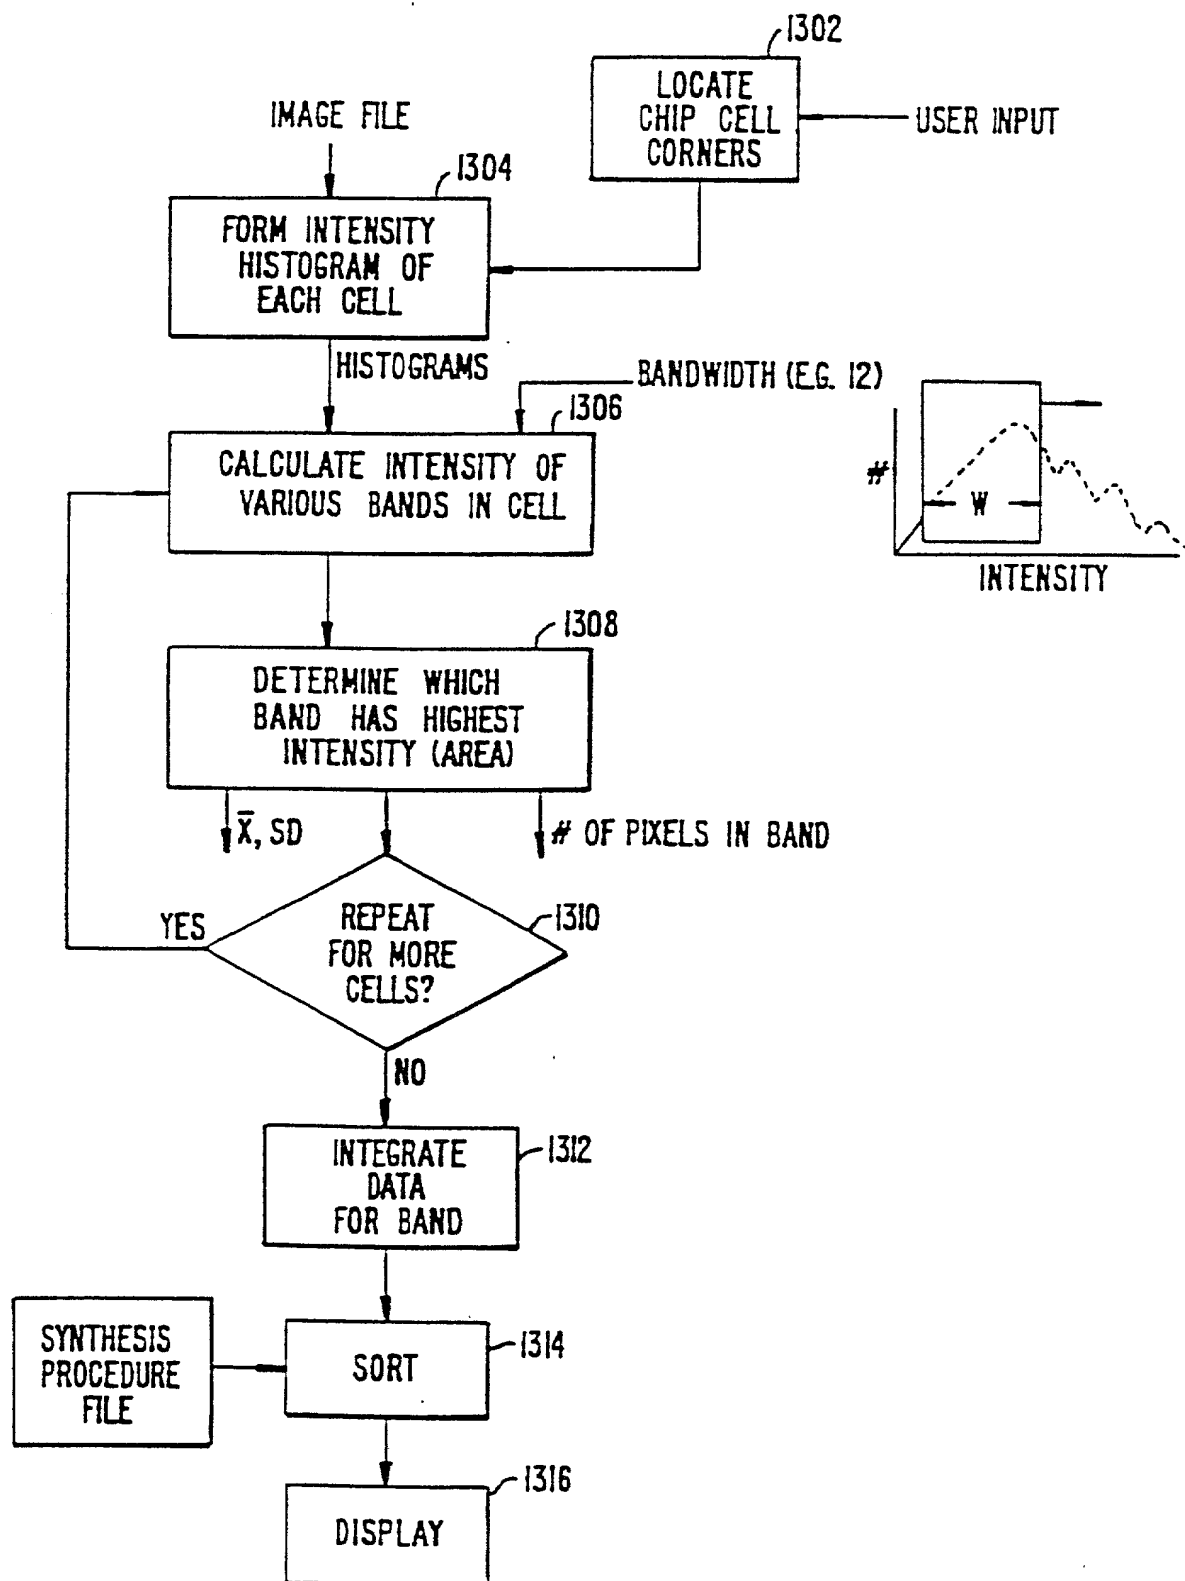 1302
LOCATE
CHIP CELL
CORNERS
USER INPUT
IMAGE FILE
1304
FORM INTENSITY
HISTOGRAM OF
EACH CELL
HISTOGRAMS
BANDWIDTH (E.G. 12)
1306
CALCULATE INTENSITY OF
VARIOUS BANDS IN CELL
#
W
INTENSITY
1308
DETERMINE WHICH
BAND HAS HIGHEST
INTENSITY (AREA)
X̄, SD
# OF PIXELS IN BAND
1310
YES
REPEAT
FOR MORE
CELLS?
NO
1312
INTEGRATE
DATA
FOR BAND
1314
SYNTHESIS
PROCEDURE
FILE
SORT
1316
DISPLAY